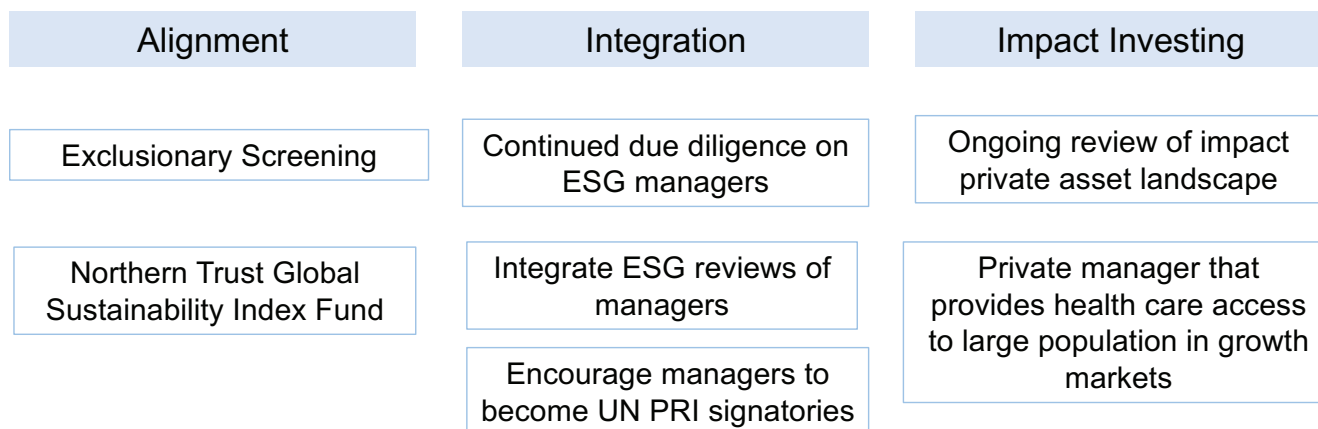 Alignment
Exclusionary Screening
Northern Trust Global
Sustainability Index Fund
Integration
Continued due diligence on
ESG managers
Integrate ESG reviews of
managers
Encourage managers to
become UN PRI signatories
Impact Investing
Ongoing review of impact
private asset landscape
Private manager that
provides health care access
to large population in growth
markets